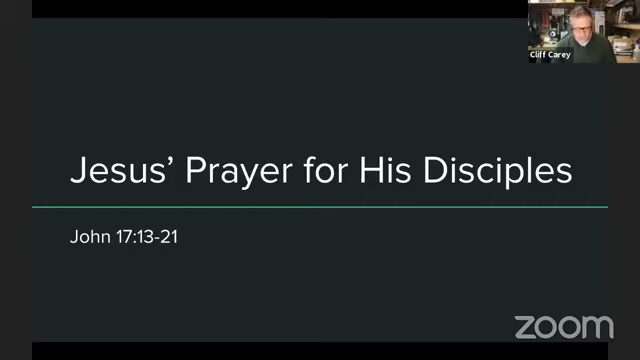 Cliff Carey
Jesus’ Prayer for His Disciples
John 17:13-21
zoom